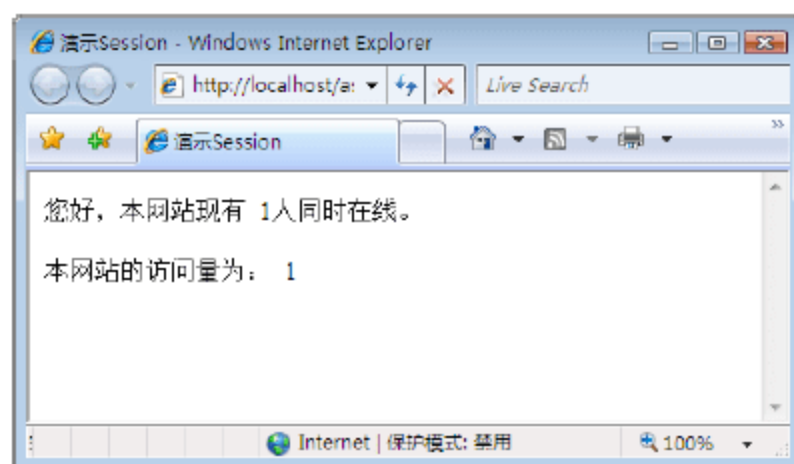 演示Session - Windows Internet Explorer
http://localhost/a
Live Search
演示Session
您好，本网站现有 1人同时在线。
本网站的访问量为： 1
Internet | 保护模式: 禁用
100%